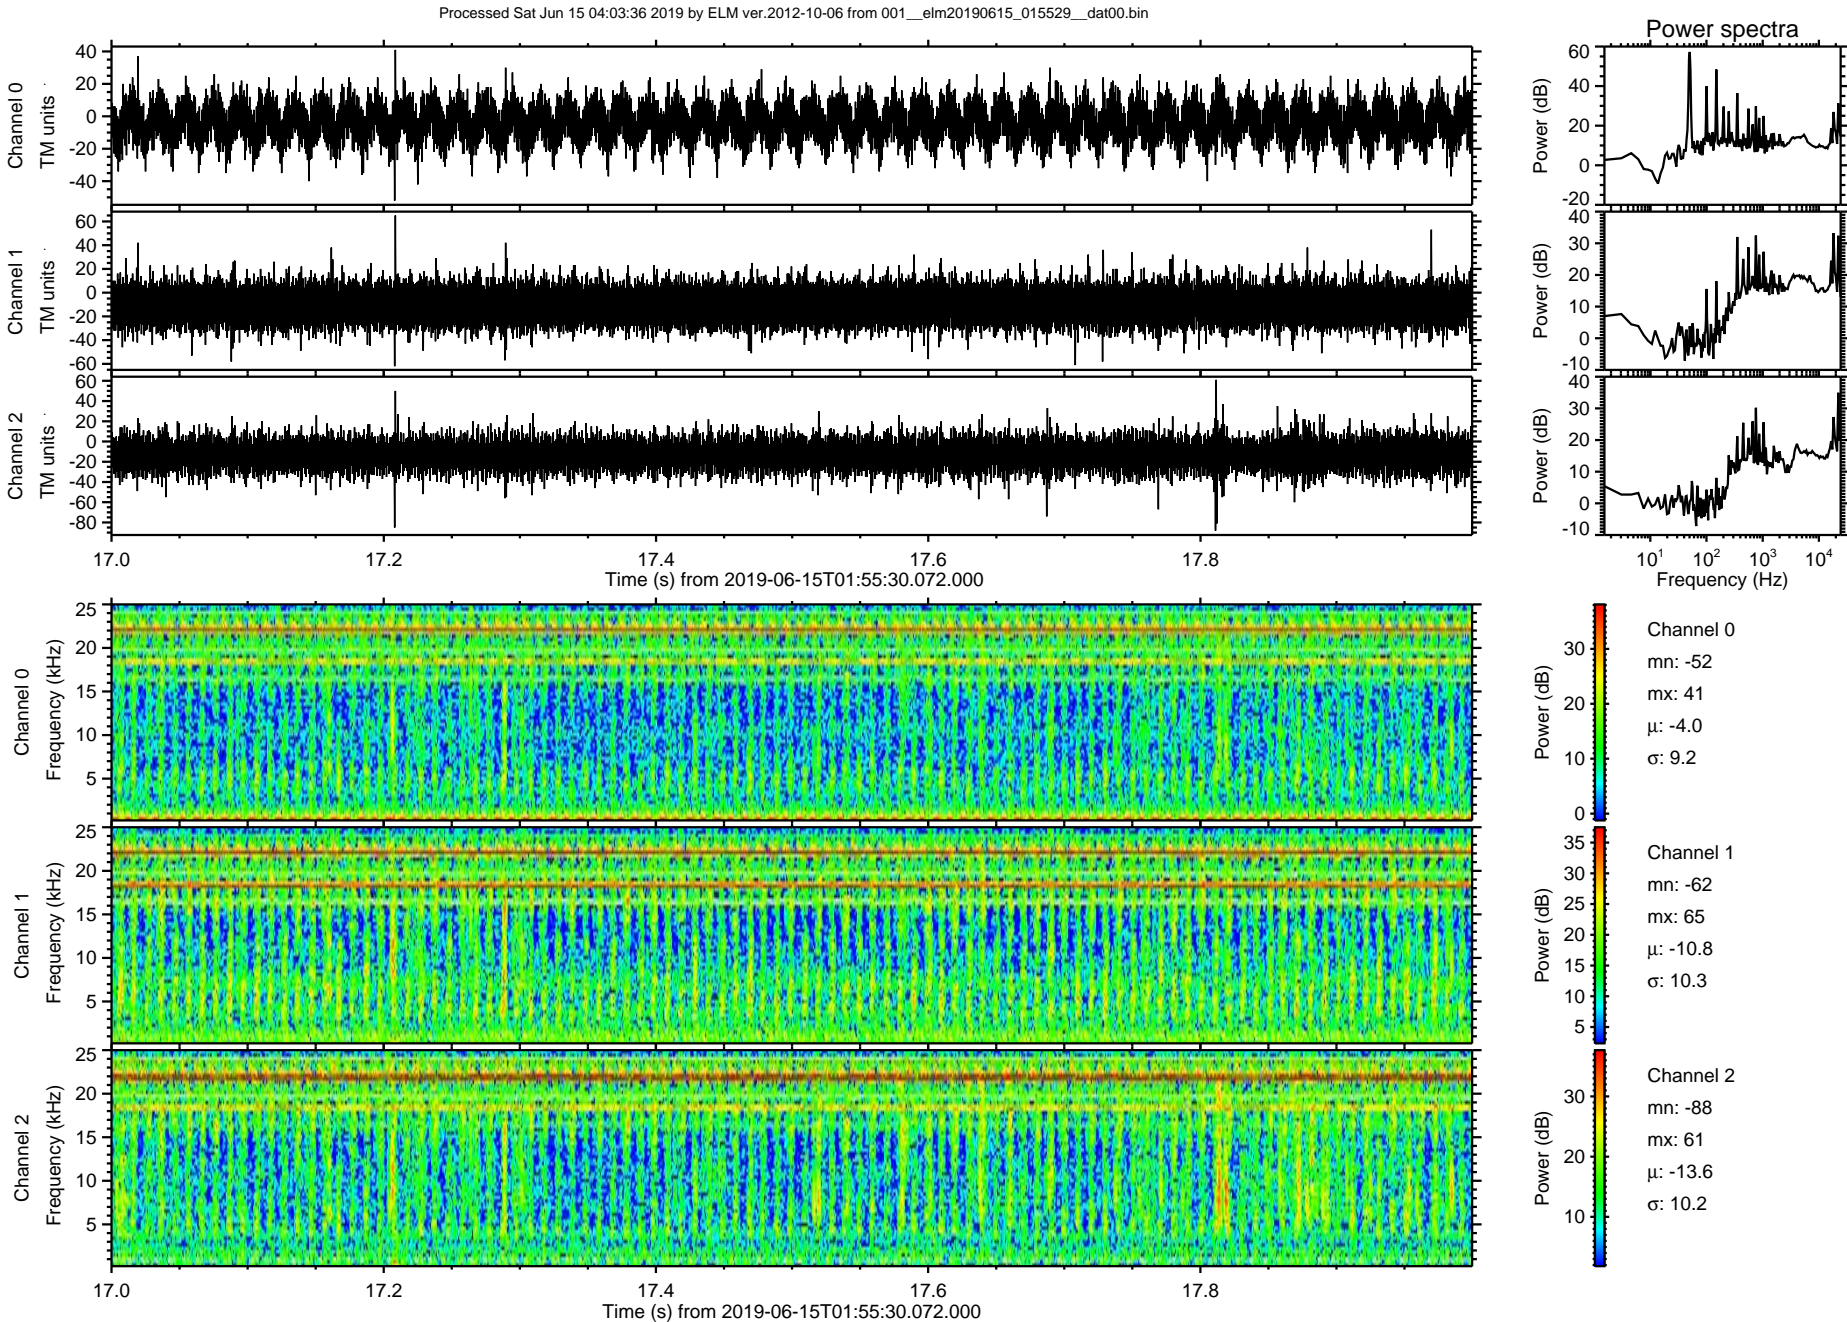 Processed Sat Jun 15 04:03:36 2019 by ELM ver.2012-10-06 from 001__elm20190615_015529__dat00.bin
Power spectra
Channel 0
TM units
40
20
0
-20
-40
Power (dB)
60
40
20
0
-20
Channel 1
TM units
60
40
20
0
-20
-40
-60
Power (dB)
40
30
20
10
0
-10
Channel 2
TM units
60
40
20
0
-20
-40
-60
-80
Power (dB)
40
30
20
10
0
-10
17.0 17.2 17.4 17.6 17.8
Time (s) from 2019-06-15T01:55:30.072.000
10^1 10^2 10^3 10^4
Frequency (Hz)
Channel 0
Frequency (kHz)
25
20
15
10
5
Power (dB)
30
20
10
0
Channel 0
mn: -52
mx: 41
μ: -4.0
σ: 9.2
Channel 1
Frequency (kHz)
25
20
15
10
5
Power (dB)
35
30
25
20
15
10
5
Channel 1
mn: -62
mx: 65
μ: -10.8
σ: 10.3
Channel 2
Frequency (kHz)
25
20
15
10
5
Power (dB)
30
20
10
Channel 2
mn: -88
mx: 61
μ: -13.6
σ: 10.2
17.0 17.2 17.4 17.6 17.8
Time (s) from 2019-06-15T01:55:30.072.000